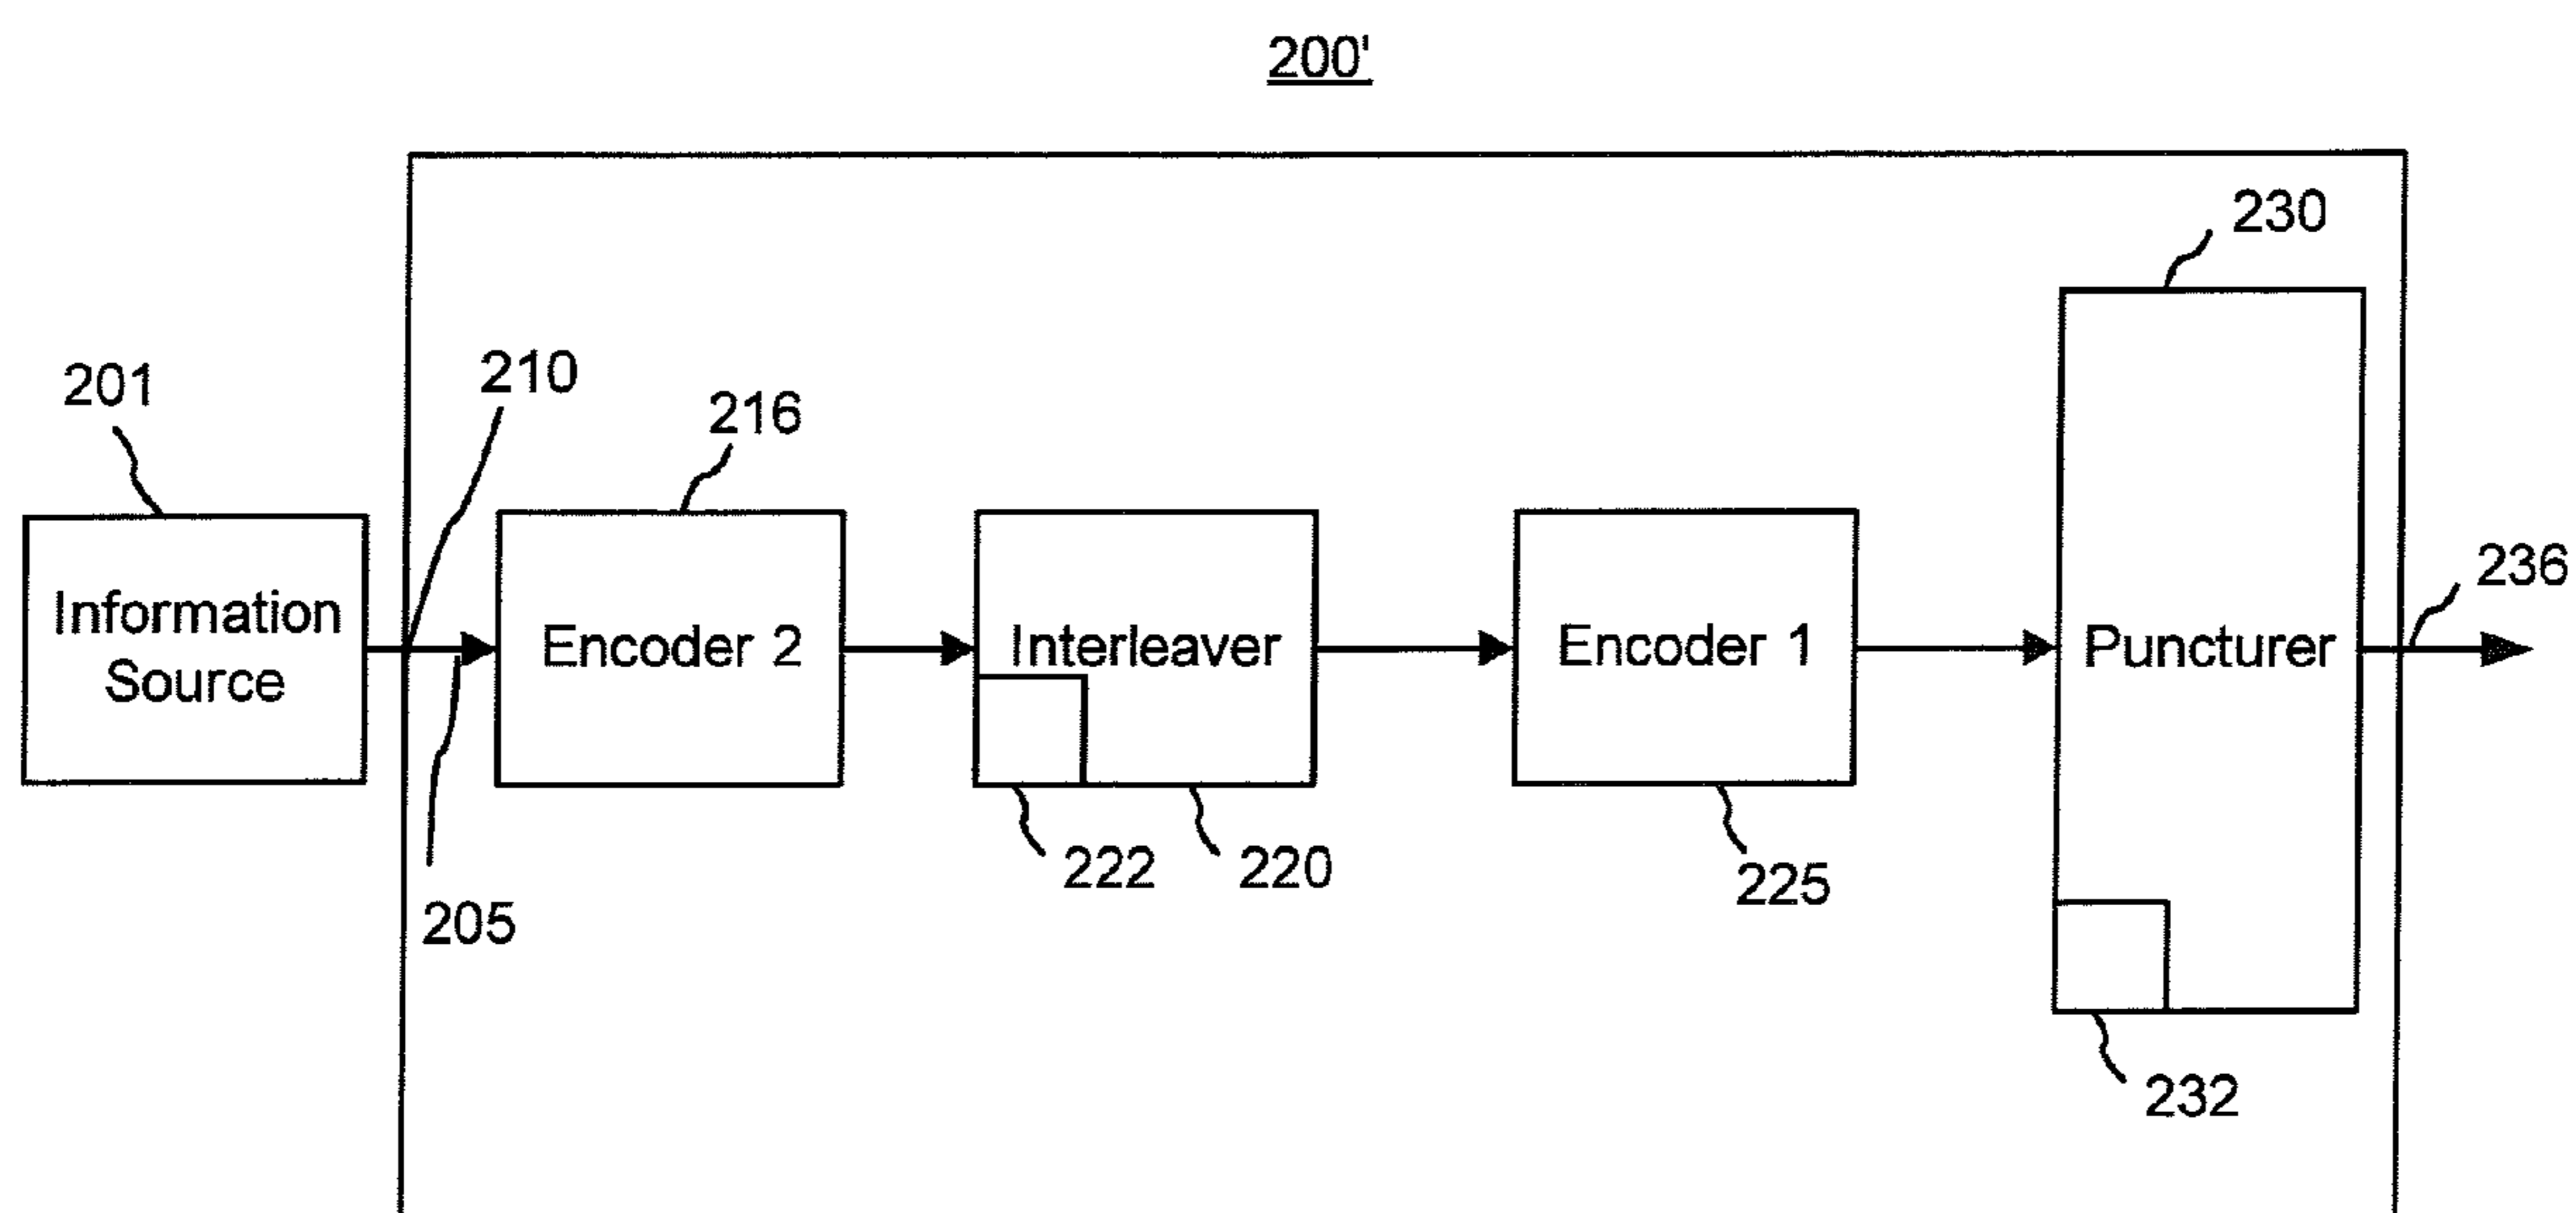 200'
230
210
201
216
236
Information
Source
Encoder 2
Interleaver
Encoder 1
Puncturer
205
222
220
225
232